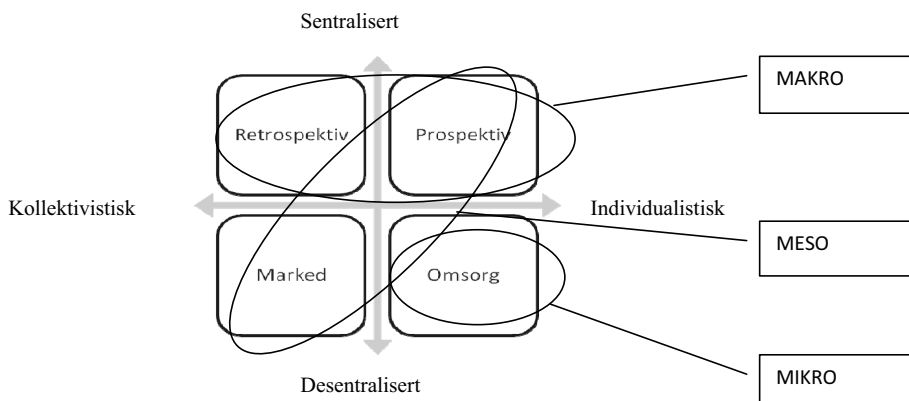 Sentralisert
MAKRO
Retrospektiv
Prospektiv
Kollektivistisk
Individualistisk
MESO
Marked
Omsorg
MIKRO
Desentralisert